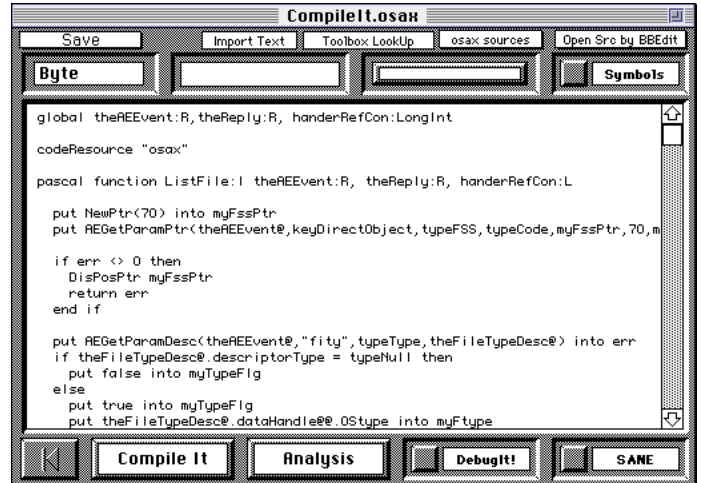 CompileIt.osax
Save
Import Text
Toolbox LookUp
osax sources
Open Src by BBEdit
Byte
Symbols
global theAEEvent:R,theReply:R, handerRefCon:LongInt
codeResource "osax"
pascal function ListFile:I theAEEvent:R, theReply:R, handerRefCon:L
put NewPtr(70) into myFssPtr
put AEGetParamPtr(theAEEvent@,keyDirectObject,typeFSS,typeCode,myFssPtr,70,m
if err <> 0 then
DisPosPtr myFssPtr
return err
end if
put AEGetParamDesc(theAEEvent@,"fity",typeType,theFileTypeDesc@) into err
if theFileTypeDesc@.descriptorType = typeNull then
put false into myTypeFlg
else
put true into myTypeFlg
put theFileTypeDesc@.dataHandle@@.OStype into myFtype
Compile It
Analysis
DebugIt!
SANE